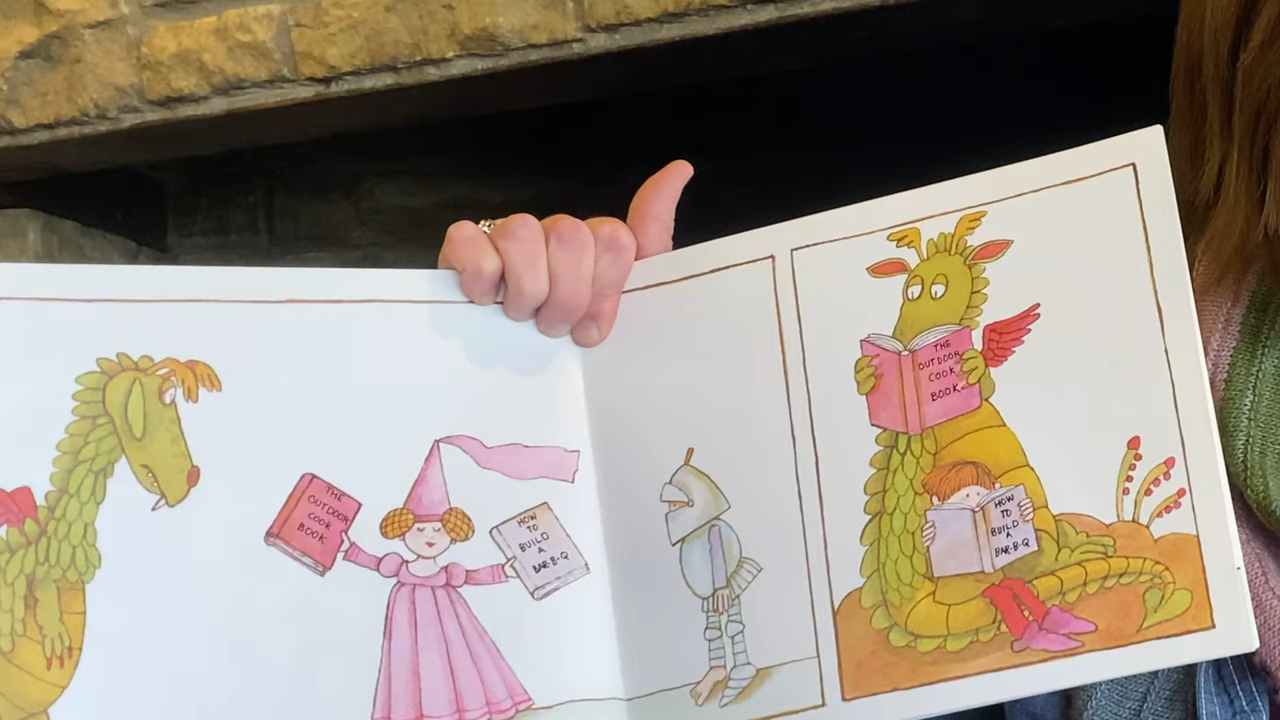 THE
OUTDOOR
COOK
BOOK
HOW
TO
BUILD
A
BAR-B-Q
THE
OUTDOOR
COOK
BOOK
HOW
TO
BUILD
A
BAR-B-Q